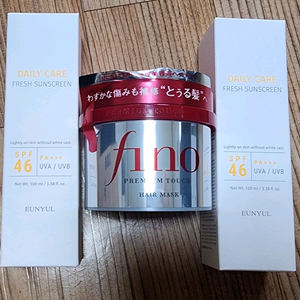 DAILY CARE
FRESH SUNSCREEN
Lightly on skin without white cast.
SPF
46
PA+++
UVA / UVB
Net. Weight: 100 ml / 3.38 fl. oz.
EUNYUL
わずかな傷みも補修“とぅる髪”へ
fino
PREMIUM TOUCH
HAIR MASK
DAILY CARE
FRESH SUNSCREEN
Lightly on skin without white cast.
SPF
46
PA+++
UVA / UVB
Net. Weight: 100 ml / 3.38 fl. oz.
EUNYUL